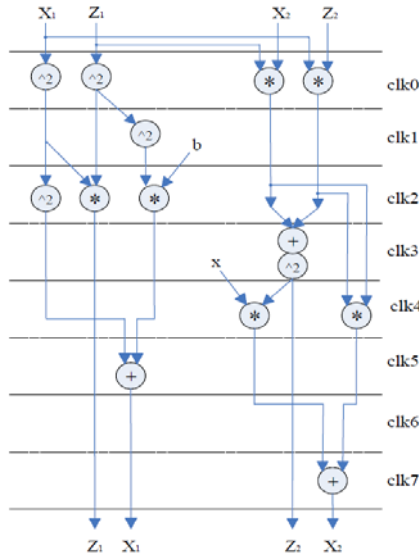 X₁ Z₁ X₂ Z₂
^2 ^2 * * clk0
^2 clk1
b
^2 * * clk2
+ clk3
^2
x
* * clk4
+ clk5
clk6
+ clk7
Z₁ X₁ Z₂ X₂